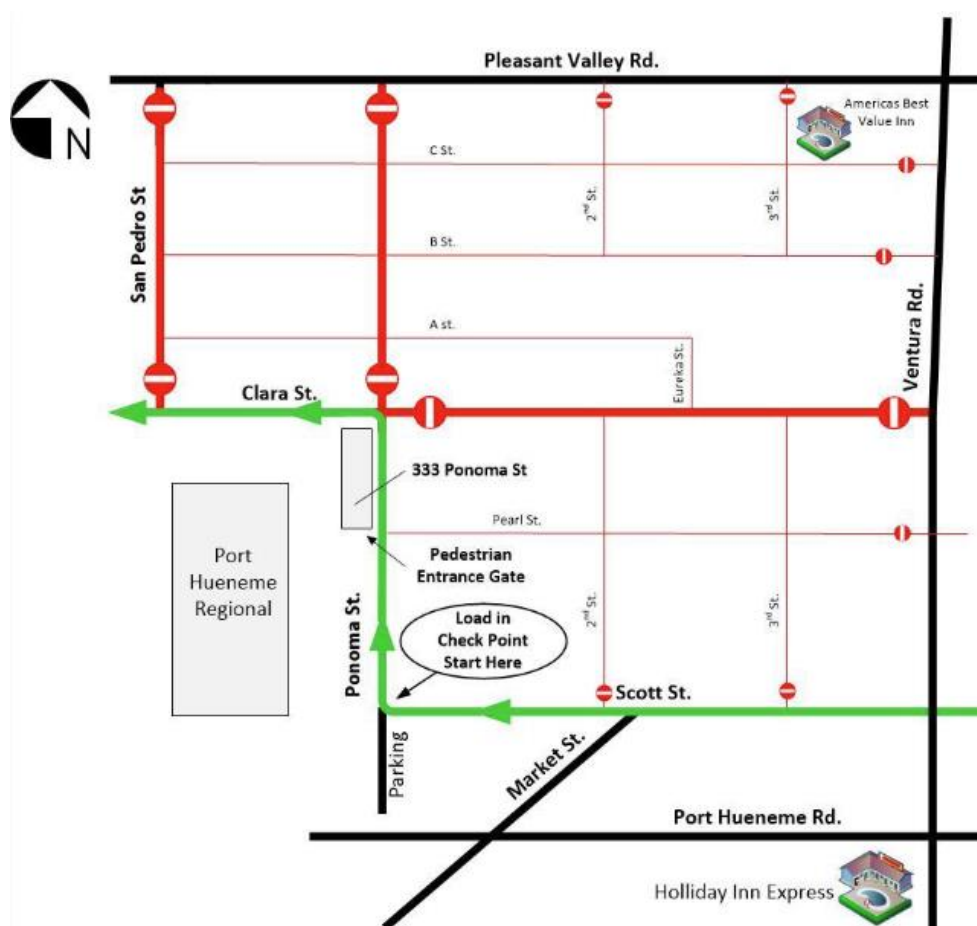 Pleasant Valley Rd.
N
Americas Best
Value Inn
C St.
2nd St.
3rd St.
San Pedro St
B St.
Ventura Rd.
A st.
Eureka St.
Clara St.
333 Ponoma St
Pearl St.
Port
Hueneme
Regional
Pedestrian
Entrance Gate
Ponoma St.
Load in
Check Point
Start Here
2nd St.
3rd St.
Scott St.
Parking
Market St.
Port Hueneme Rd.
Holliday Inn Express